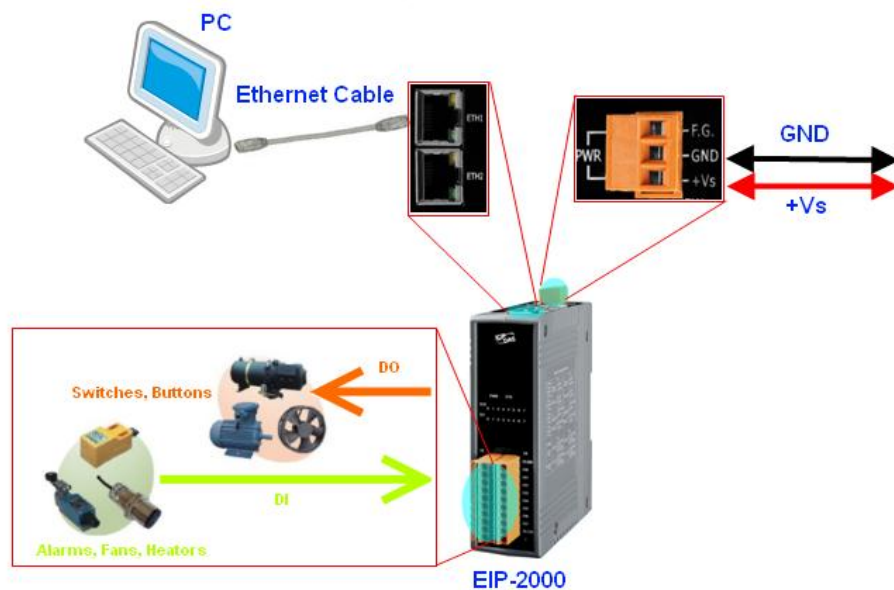 PC
Ethernet Cable
ETH1
ETH2
PWR
F.G.
GND
+Vs
GND
+Vs
DO
Switches, Buttons
DI
Alarms, Fans, Heaters
EIP-2000